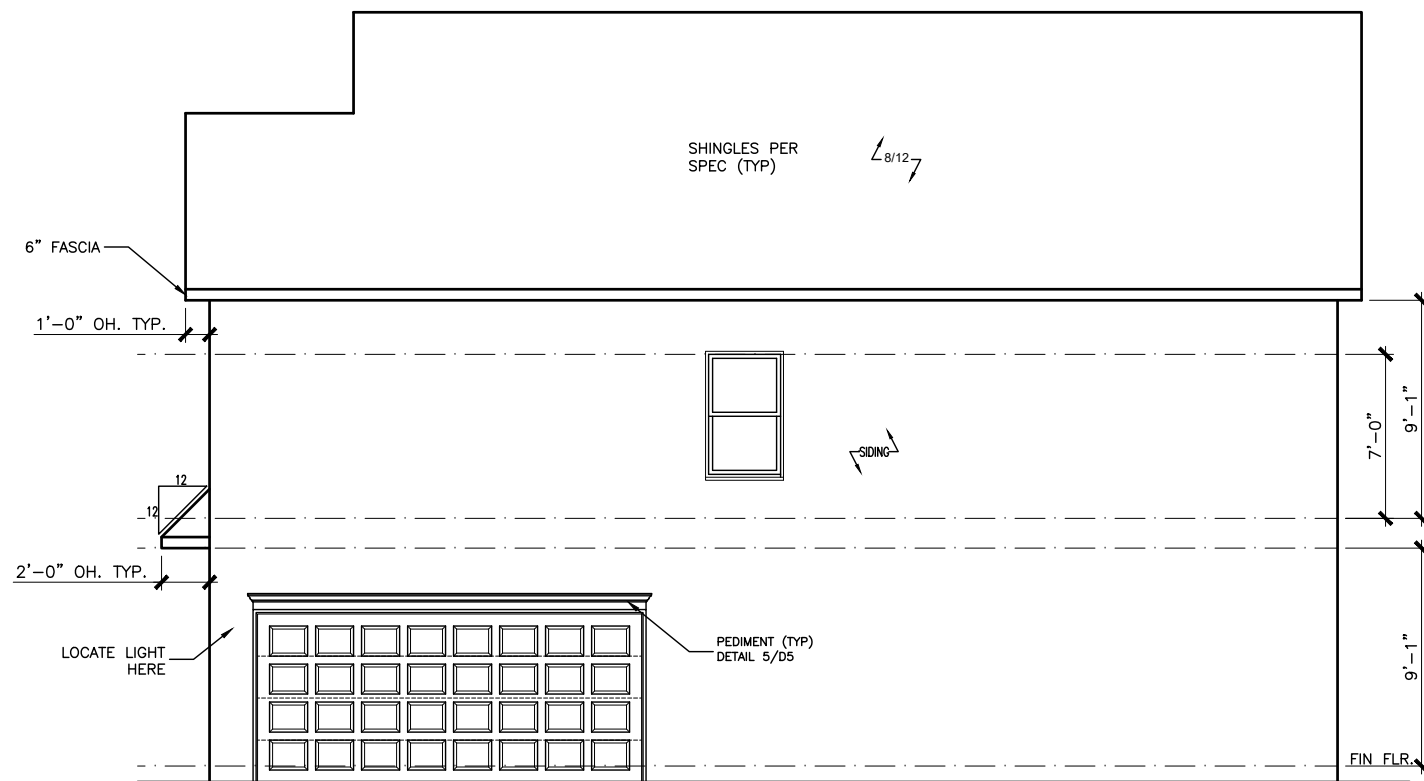 SHINGLES PER
SPEC (TYP)
8/12
6" FASCIA
1'-0" OH. TYP.
7'-0"
9'-1"
SIDING
12
12
2'-0" OH. TYP.
LOCATE LIGHT
HERE
PEDIMENT (TYP)
DETAIL 5/D5
9'-1"
FIN FLR.